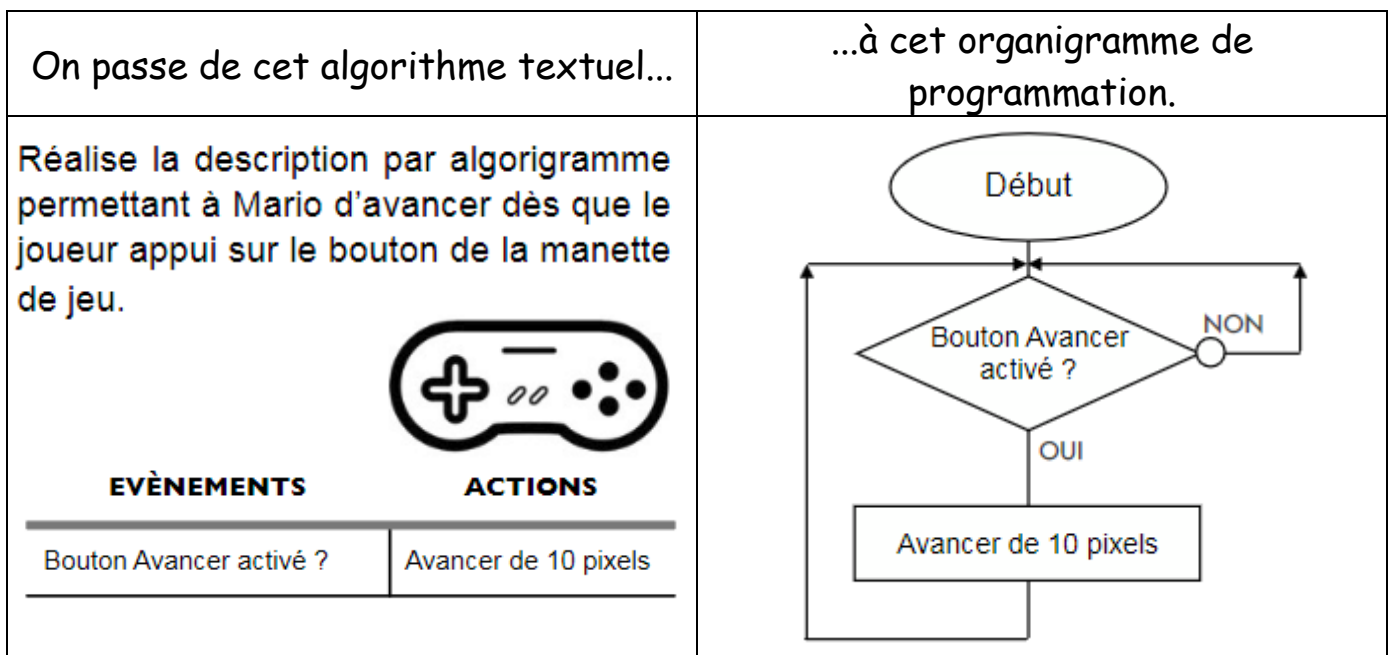 On passe de cet algorithme textuel...
...à cet organigramme de
programmation.
Réalise la description par algorigramme
permettant à Mario d'avancer dès que le
joueur appui sur le bouton de la manette
de jeu.
EVÈNEMENTS
ACTIONS
Bouton Avancer activé ?
Avancer de 10 pixels
Début
Bouton Avancer
activé ?
NON
OUI
Avancer de 10 pixels